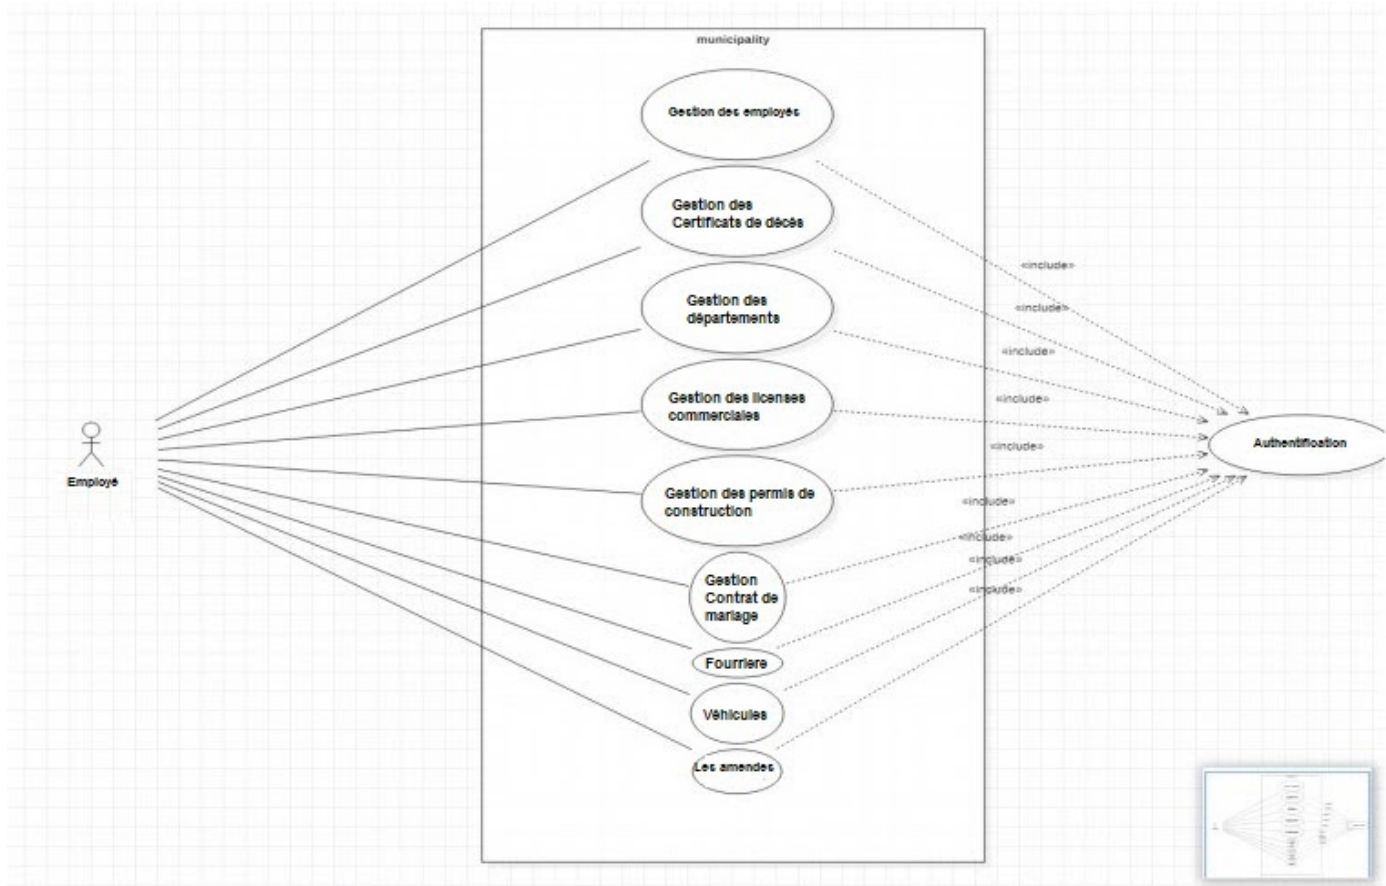 municipality
Gestion des employés
Gestion des
Certificats de décès
Gestion des
départements
Gestion des licenses
commerciales
Gestion des permis de
construction
Gestion
Contrat de
mariage
Fourriere
Véhicules
Les amendes
Employé
«include»
«include»
«include»
«include»
«include»
«include»
«include»
«include»
«include»
Authentification